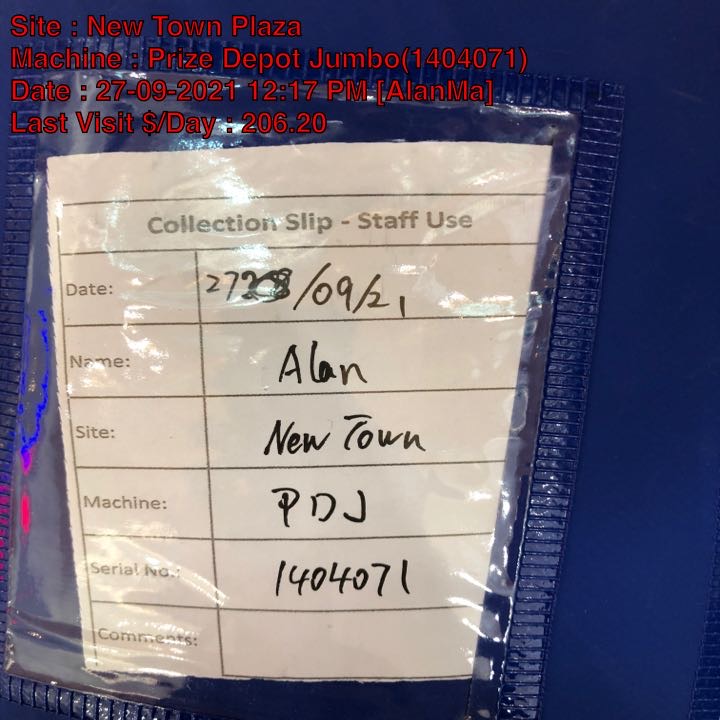 Site : New Town Plaza
Machine : Prize Depot Jumbo(1404071)
Date : 27-09-2021 12:17 PM [AlanMa]
Last Visit $/Day : 206.20
Collection Slip - Staff Use
Date: 27/09/21
Name: Alan
Site: New Town
Machine: PDJ
Serial No.: 1404071
Comments: